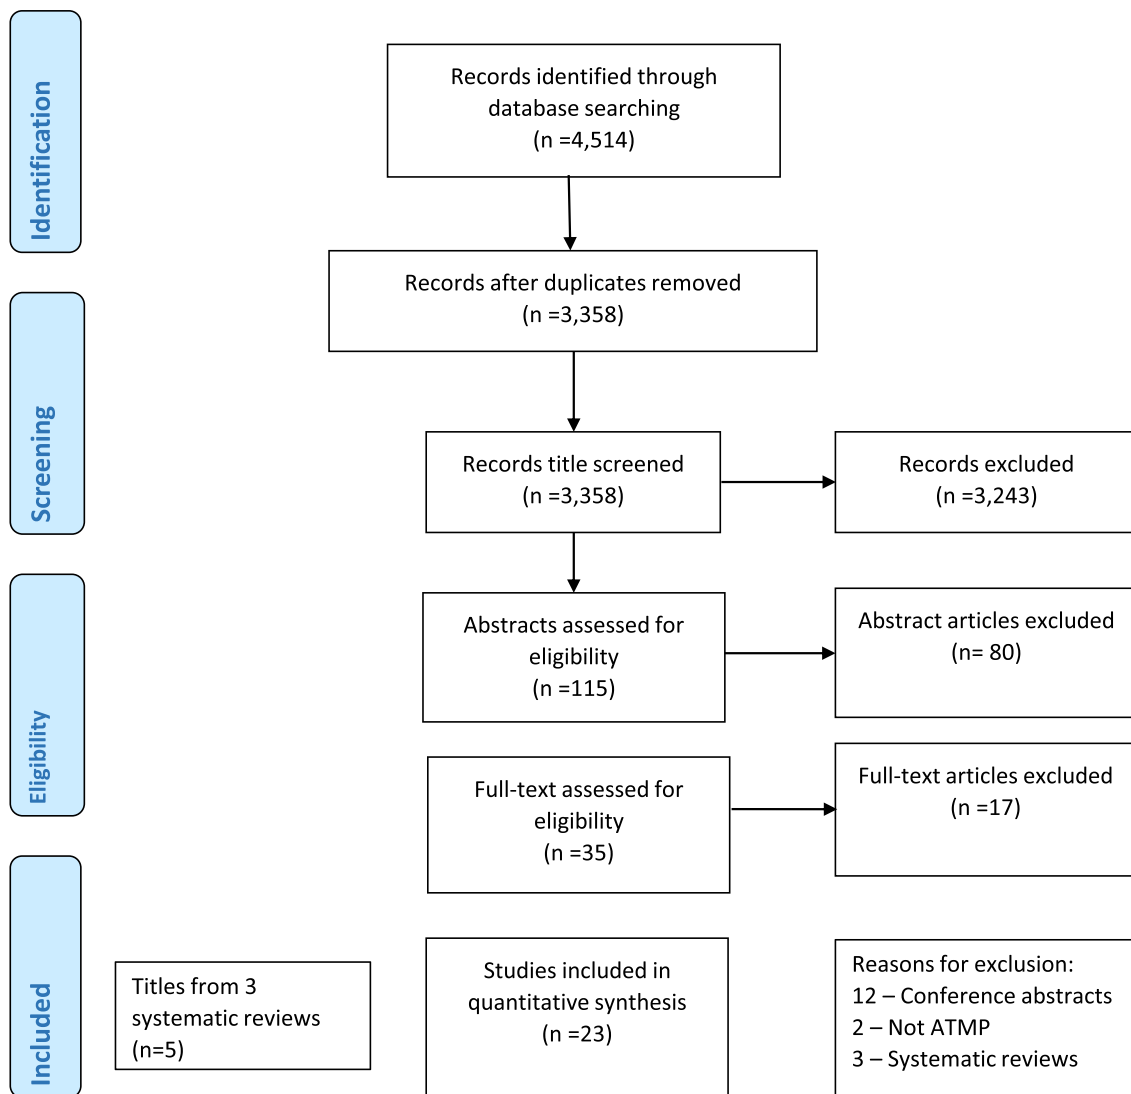 Identification
Records identified through
database searching
(n =4,514)
Records after duplicates removed
(n =3,358)
Screening
Records title screened
(n =3,358)
Records excluded
(n =3,243)
Eligibility
Abstracts assessed for
eligibility
(n =115)
Abstract articles excluded
(n= 80)
Full-text assessed for
eligibility
(n =35)
Full-text articles excluded
(n =17)
Included
Titles from 3
systematic reviews
(n=5)
Studies included in
quantitative synthesis
(n =23)
Reasons for exclusion:
12 – Conference abstracts
2 – Not ATMP
3 – Systematic reviews